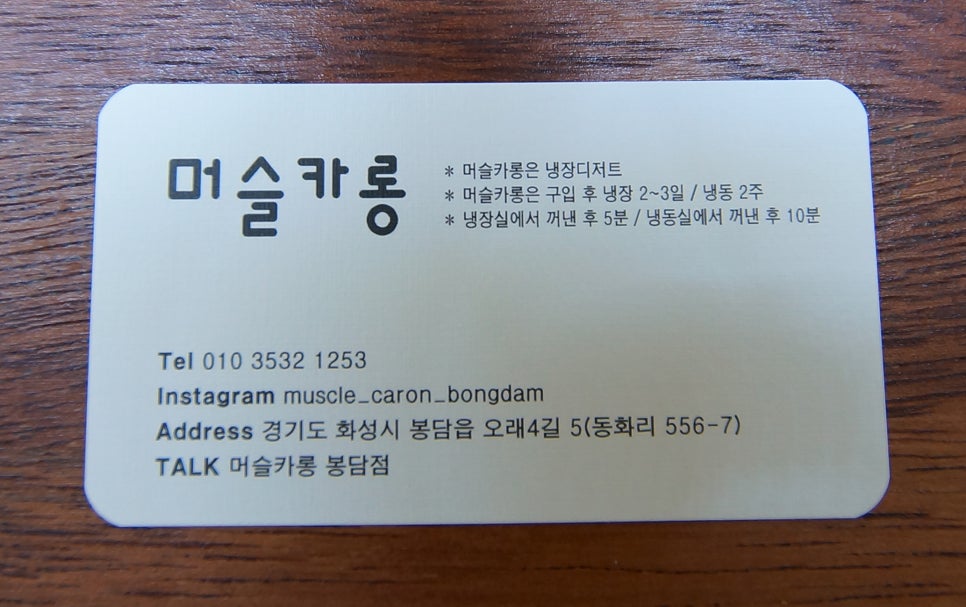 머슬카롱
* 머슬카롱은 냉장디저트
* 머슬카롱은 구입 후 냉장 2~3일 / 냉동 2주
* 냉장실에서 꺼낸 후 5분 / 냉동실에서 꺼낸 후 10분
Tel 010 3532 1253
Instagram muscle_caron_bongdam
Address 경기도 화성시 봉담읍 오래4길 5(동화리 556-7)
TALK 머슬카롱 봉담점